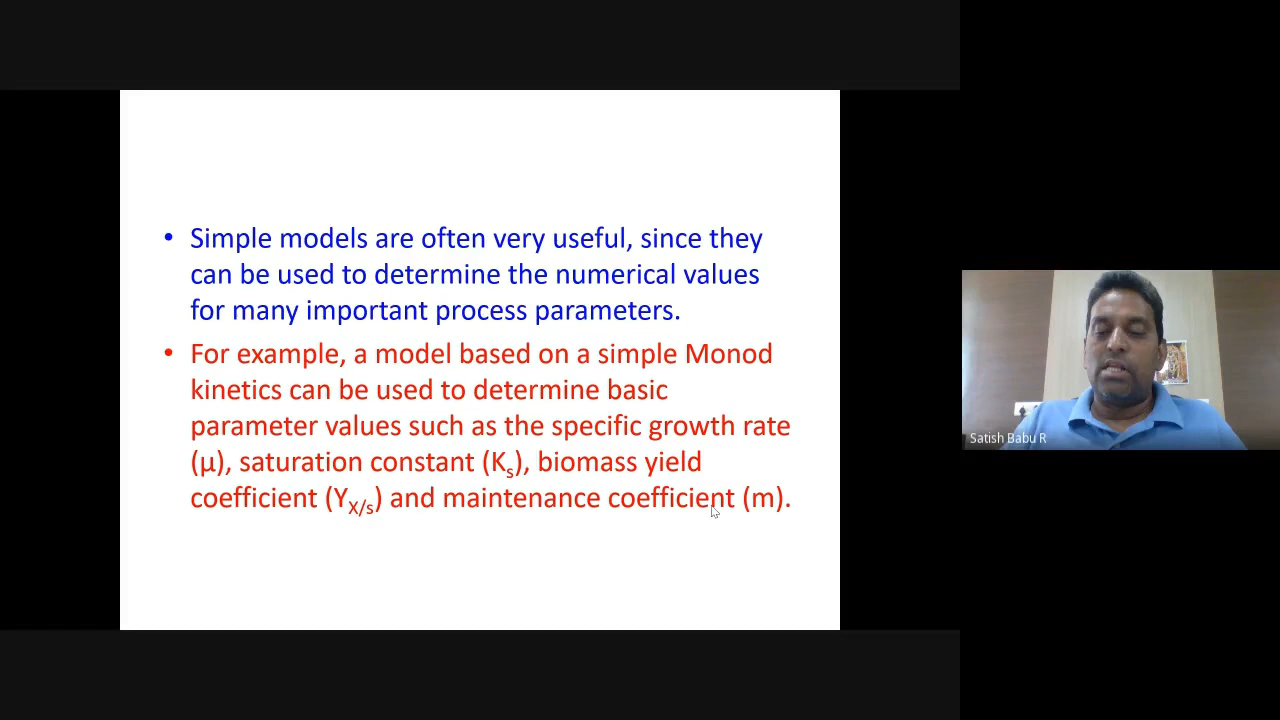 • Simple models are often very useful, since they
can be used to determine the numerical values
for many important process parameters.
• For example, a model based on a simple Monod
kinetics can be used to determine basic
parameter values such as the specific growth rate
(μ), saturation constant (Ks), biomass yield
coefficient (YX/s) and maintenance coefficient (m).
Satish Babu R